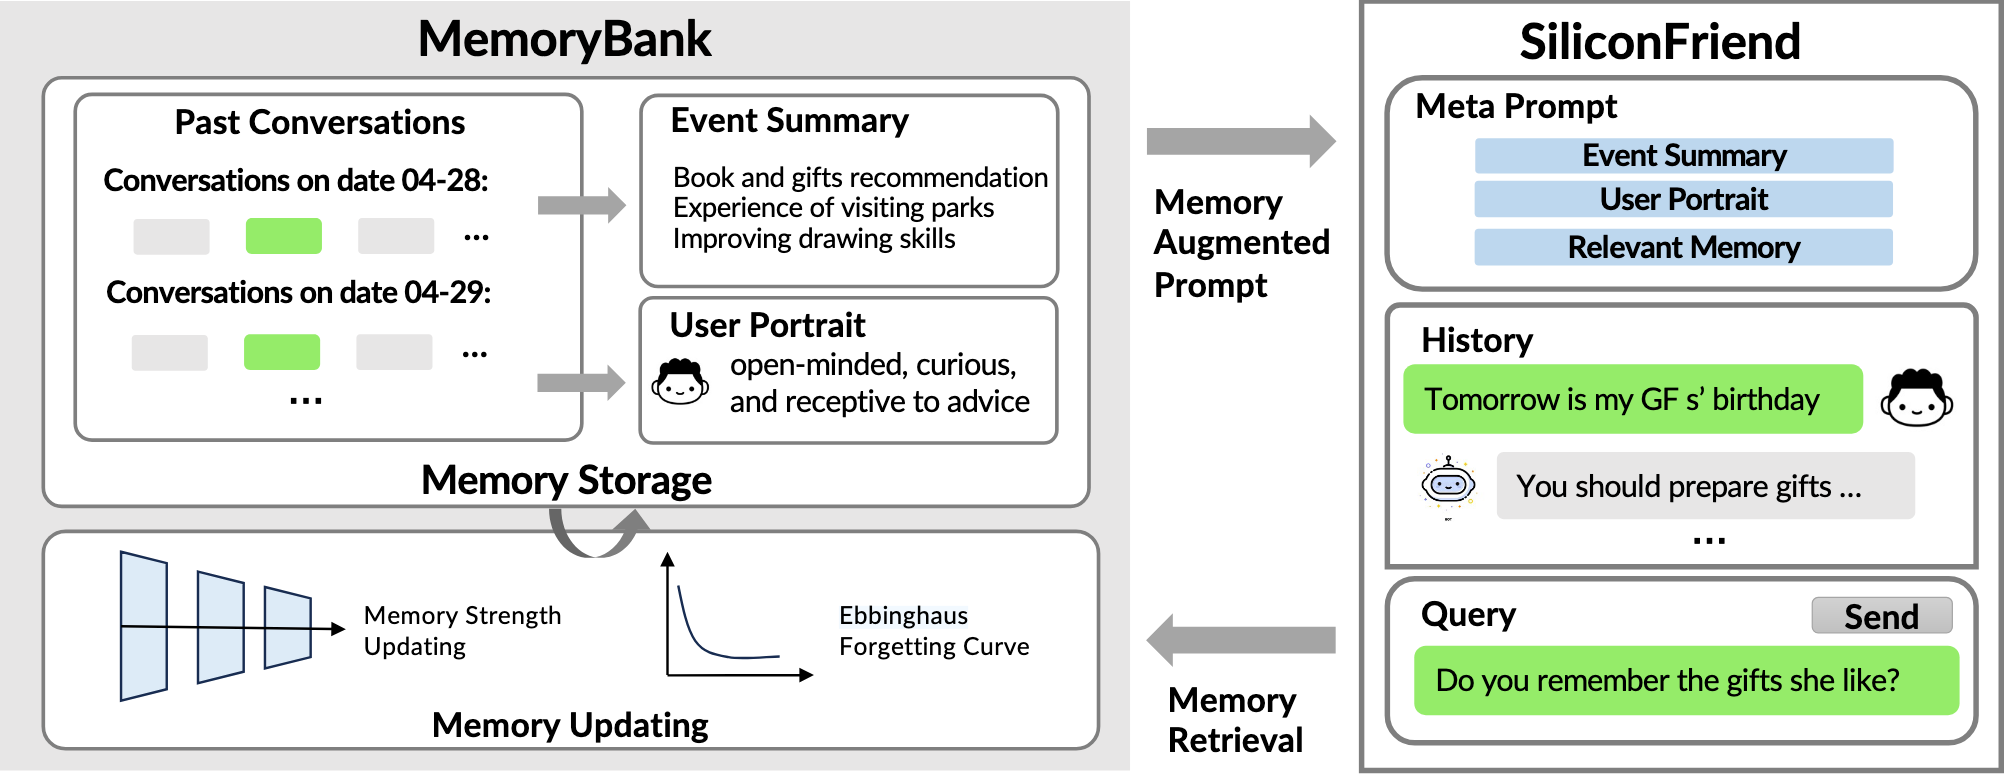 MemoryBank
Past Conversations
Conversations on date 04-28:
...
Conversations on date 04-29:
...
...
Event Summary
Book and gifts recommendation
Experience of visiting parks
Improving drawing skills
User Portrait
open-minded, curious,
and receptive to advice
Memory Storage
Memory Strength
Updating
Ebbinghaus
Forgetting Curve
Memory Updating
Memory
Augmented
Prompt
Memory
Retrieval
SiliconFriend
Meta Prompt
Event Summary
User Portrait
Relevant Memory
History
Tomorrow is my GF s’ birthday
BOT
You should prepare gifts ...
...
Query
Send
Do you remember the gifts she like?